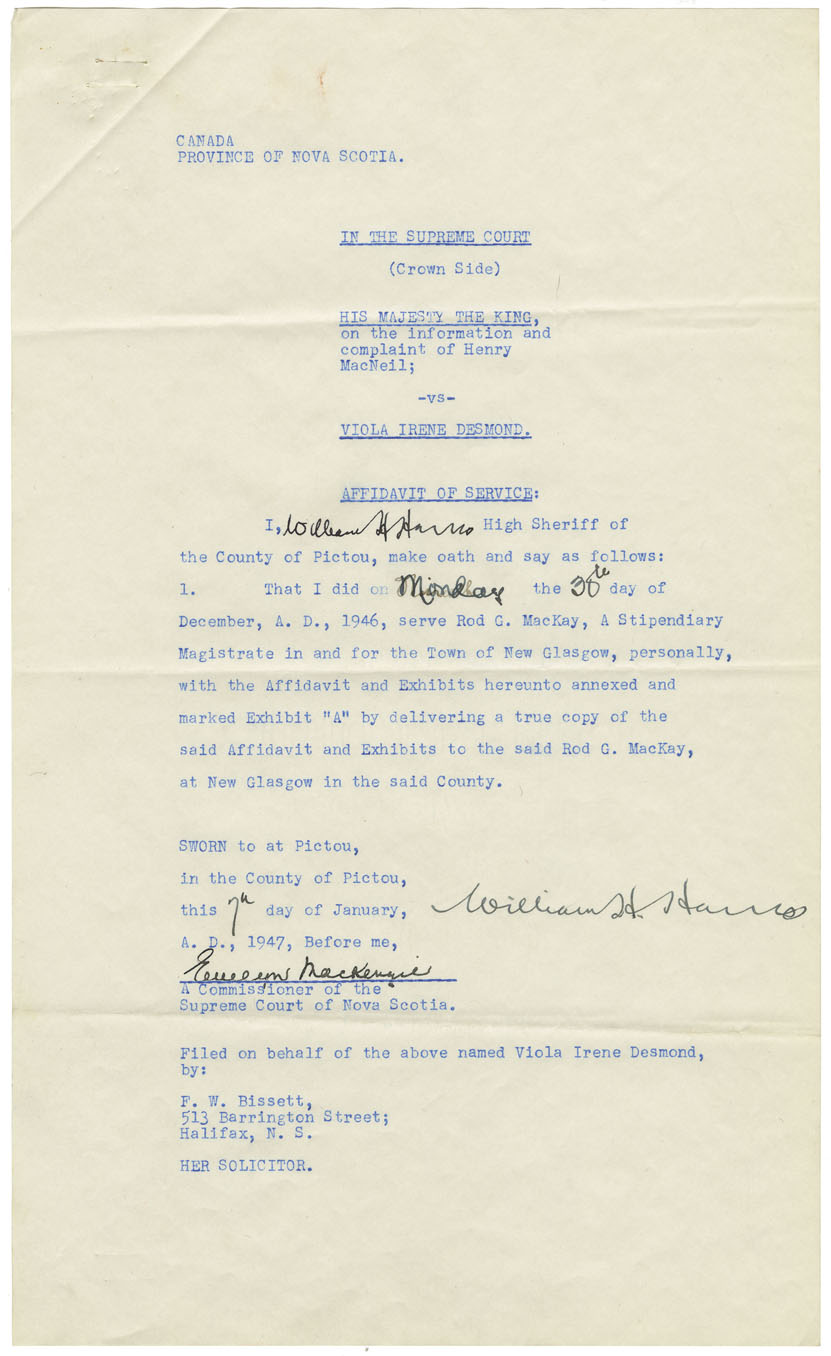 CANADA
PROVINCE OF NOVA SCOTIA.
IN THE SUPREME COURT
(Crown Side)
HIS MAJESTY THE KING,
on the information and
complaint of Henry
MacNeil;
-vs-
VIOLA IRENE DESMOND.
AFFIDAVIT OF SERVICE:
I, William H Harris High Sheriff of
the County of Pictou, make oath and say as follows:
1. That I did on Monday the 30th day of
December, A. D., 1946, serve Rod G. MacKay, A Stipendiary
Magistrate in and for the Town of New Glasgow, personally,
with the Affidavit and Exhibits hereunto annexed and
marked Exhibit "A" by delivering a true copy of the
said Affidavit and Exhibits to the said Rod G. MacKay,
at New Glasgow in the said County.
SWORN to at Pictou,
in the County of Pictou,
this 7th day of January,
William H. Harris
A. D., 1947, Before me,
MacKenzie
A Commissioner of the
Supreme Court of Nova Scotia.
Filed on behalf of the above named Viola Irene Desmond,
by:
F. W. Bissett,
513 Barrington Street;
Halifax, N. S.
HER SOLICITOR.